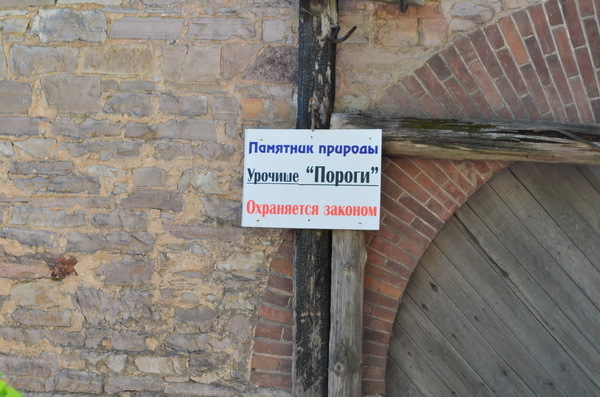 Памятник природы
Урочище "Пороги"
Охраняется законом